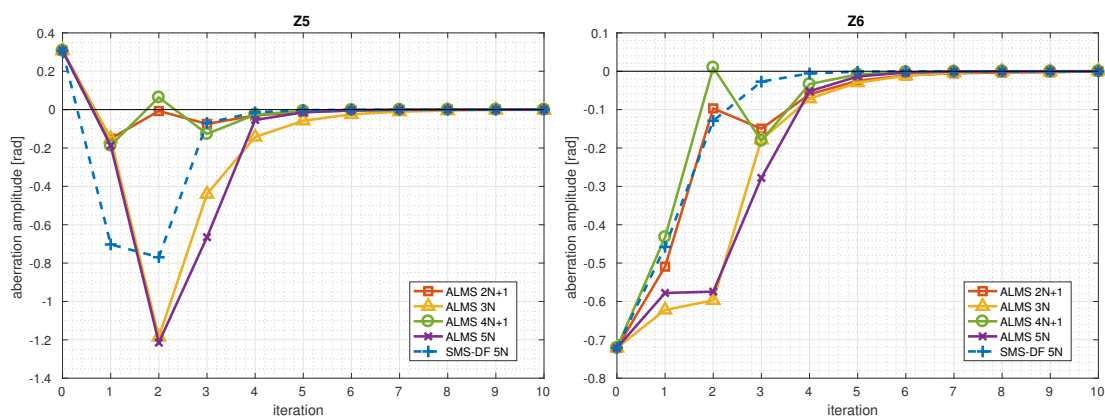 Z5
0.4
0.2
0
-0.2
-0.4
-0.6
-0.8
-1
-1.2
-1.4
aberration amplitude [rad]
0 1 2 3 4 5 6 7 8 9 10
iteration
ALMS 2N+1
ALMS 3N
ALMS 4N+1
ALMS 5N
SMS-DF 5N
Z6
0.1
0
-0.1
-0.2
-0.3
-0.4
-0.5
-0.6
-0.7
-0.8
aberration amplitude [rad]
0 1 2 3 4 5 6 7 8 9 10
iteration
ALMS 2N+1
ALMS 3N
ALMS 4N+1
ALMS 5N
SMS-DF 5N